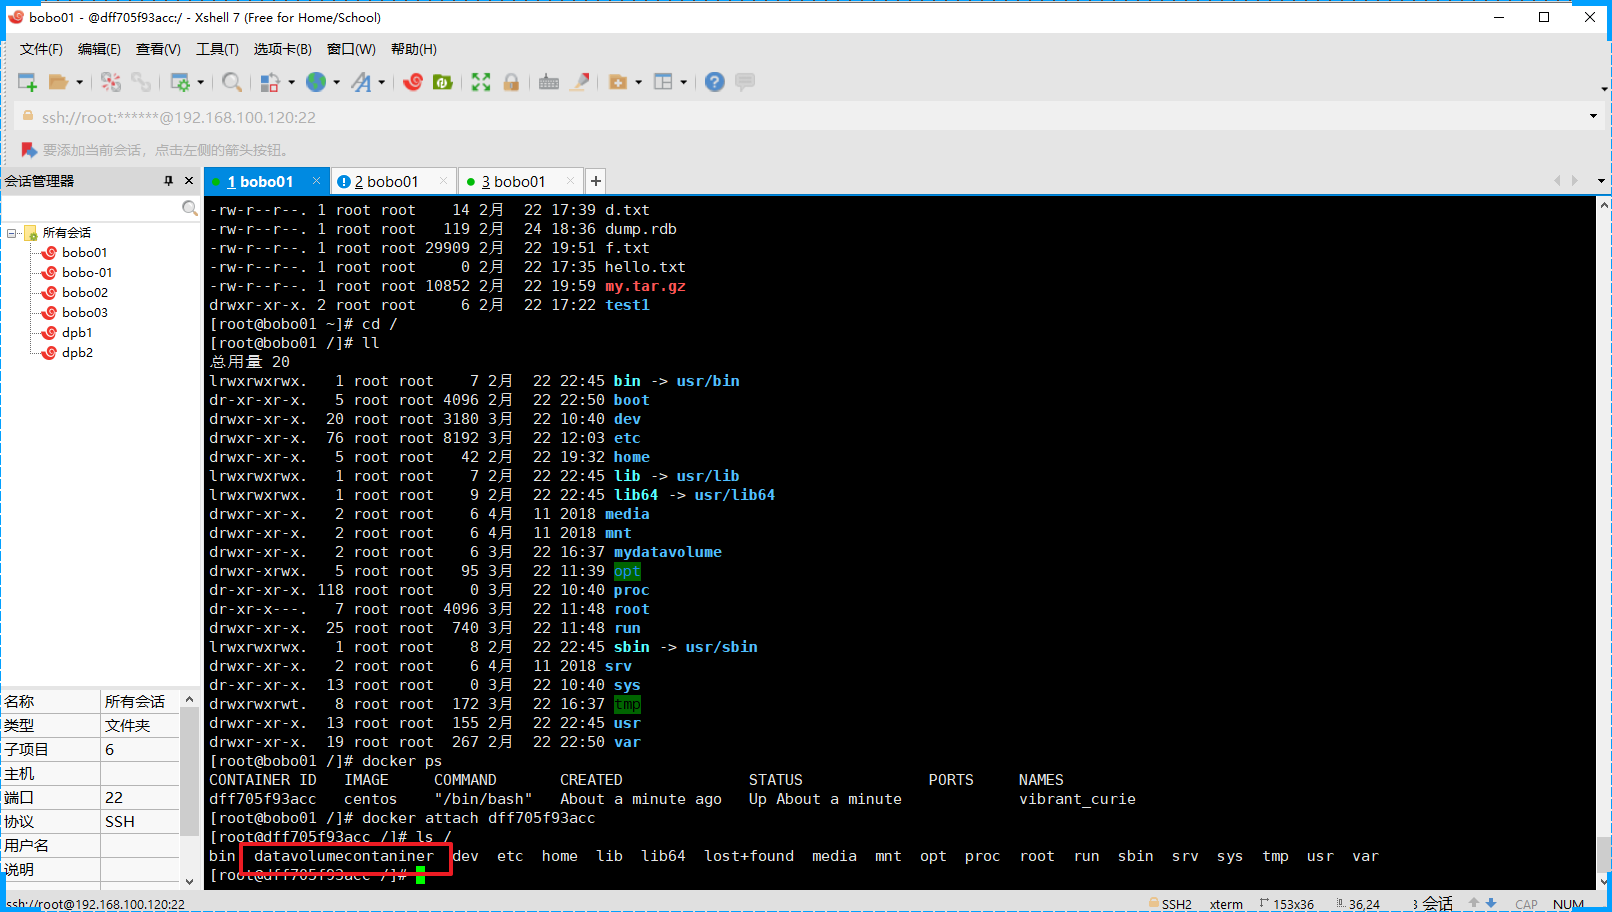 bobo01 - @dff705f93acc:/ - Xshell 7 (Free for Home/School)
文件(F) 编辑(E) 查看(V) 工具(T) 选项卡(B) 窗口(W) 帮助(H)
ssh://root:******@192.168.100.120:22
要添加当前会话，点击左侧的箭头按钮。
会话管理器
所有会话
bobo01
bobo-01
bobo02
bobo03
dpb1
dpb2
名称 所有会话
类型 文件夹
子项目 6
主机
端口 22
协议 SSH
用户名
说明
1 bobo01 2 bobo01 3 bobo01
-rw-r--r--. 1 root root    14 2月  22 17:39 d.txt
-rw-r--r--. 1 root root   119 2月  24 18:36 dump.rdb
-rw-r--r--. 1 root root 29909 2月  22 19:51 f.txt
-rw-r--r--. 1 root root     0 2月  22 17:35 hello.txt
-rw-r--r--. 1 root root 10852 2月  22 19:59 my.tar.gz
drwxr-xr-x. 2 root root     6 2月  22 17:22 test1
[root@bobo01 ~]# cd /
[root@bobo01 /]# ll
总用量 20
lrwxrwxrwx.   1 root root    7 2月  22 22:45 bin -> usr/bin
dr-xr-xr-x.   5 root root 4096 2月  22 22:50 boot
drwxr-xr-x.  20 root root 3180 3月  22 10:40 dev
drwxr-xr-x.  76 root root 8192 3月  22 12:03 etc
drwxr-xr-x.   5 root root   42 2月  22 19:32 home
lrwxrwxrwx.   1 root root    7 2月  22 22:45 lib -> usr/lib
lrwxrwxrwx.   1 root root    9 2月  22 22:45 lib64 -> usr/lib64
drwxr-xr-x.   2 root root    6 4月  11 2018 media
drwxr-xr-x.   2 root root    6 4月  11 2018 mnt
drwxr-xr-x.   2 root root    6 3月  22 16:37 mydatavolume
drwxr-xrwx.   5 root root   95 3月  22 11:39 opt
dr-xr-xr-x. 118 root root    0 3月  22 10:40 proc
dr-xr-x---.   7 root root 4096 3月  22 11:48 root
drwxr-xr-x.  25 root root  740 3月  22 11:48 run
lrwxrwxrwx.   1 root root    8 2月  22 22:45 sbin -> usr/sbin
drwxr-xr-x.   2 root root    6 4月  11 2018 srv
dr-xr-xr-x.  13 root root    0 3月  22 10:40 sys
drwxrwxrwt.   8 root root  172 3月  22 16:37 tmp
drwxr-xr-x.  13 root root  155 2月  22 22:45 usr
drwxr-xr-x.  19 root root  267 2月  22 22:50 var
[root@bobo01 /]# docker ps
CONTAINER ID   IMAGE     COMMAND       CREATED              STATUS              PORTS     NAMES
dff705f93acc   centos    "/bin/bash"   About a minute ago   Up About a minute             vibrant_curie
[root@bobo01 /]# docker attach dff705f93acc
[root@dff705f93acc /]# ls /
bin  datavolumecontaniner  dev  etc  home  lib  lib64  lost+found  media  mnt  opt  proc  root  run  sbin  srv  sys  tmp  usr  var
[root@dff705f93acc /]#
ssh://root@192.168.100.120:22 SSH2 xterm 153x36 36,24 3 会话 CAP NUM